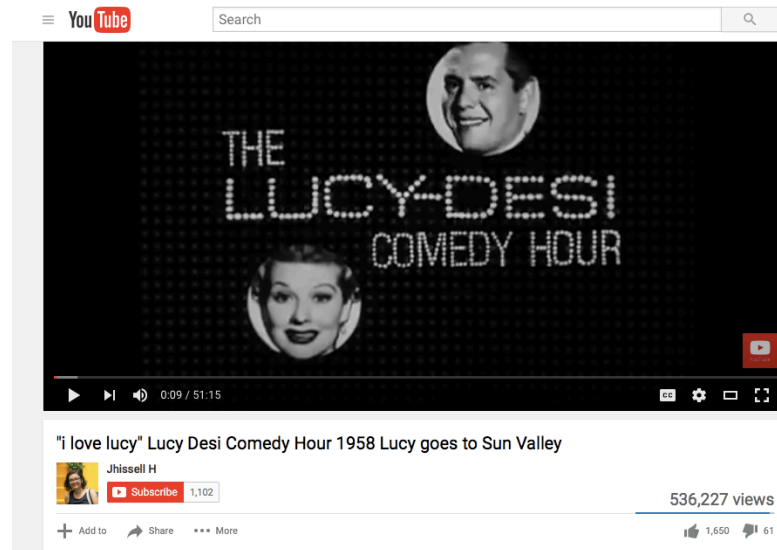 YouTube
Search
THE
LUCY-DESI
COMEDY HOUR
0:09 / 51:15
CC
"i love lucy" Lucy Desi Comedy Hour 1958 Lucy goes to Sun Valley
Jhissell H
Subscribe 1,102
536,227 views
Add to Share More
1,650 61